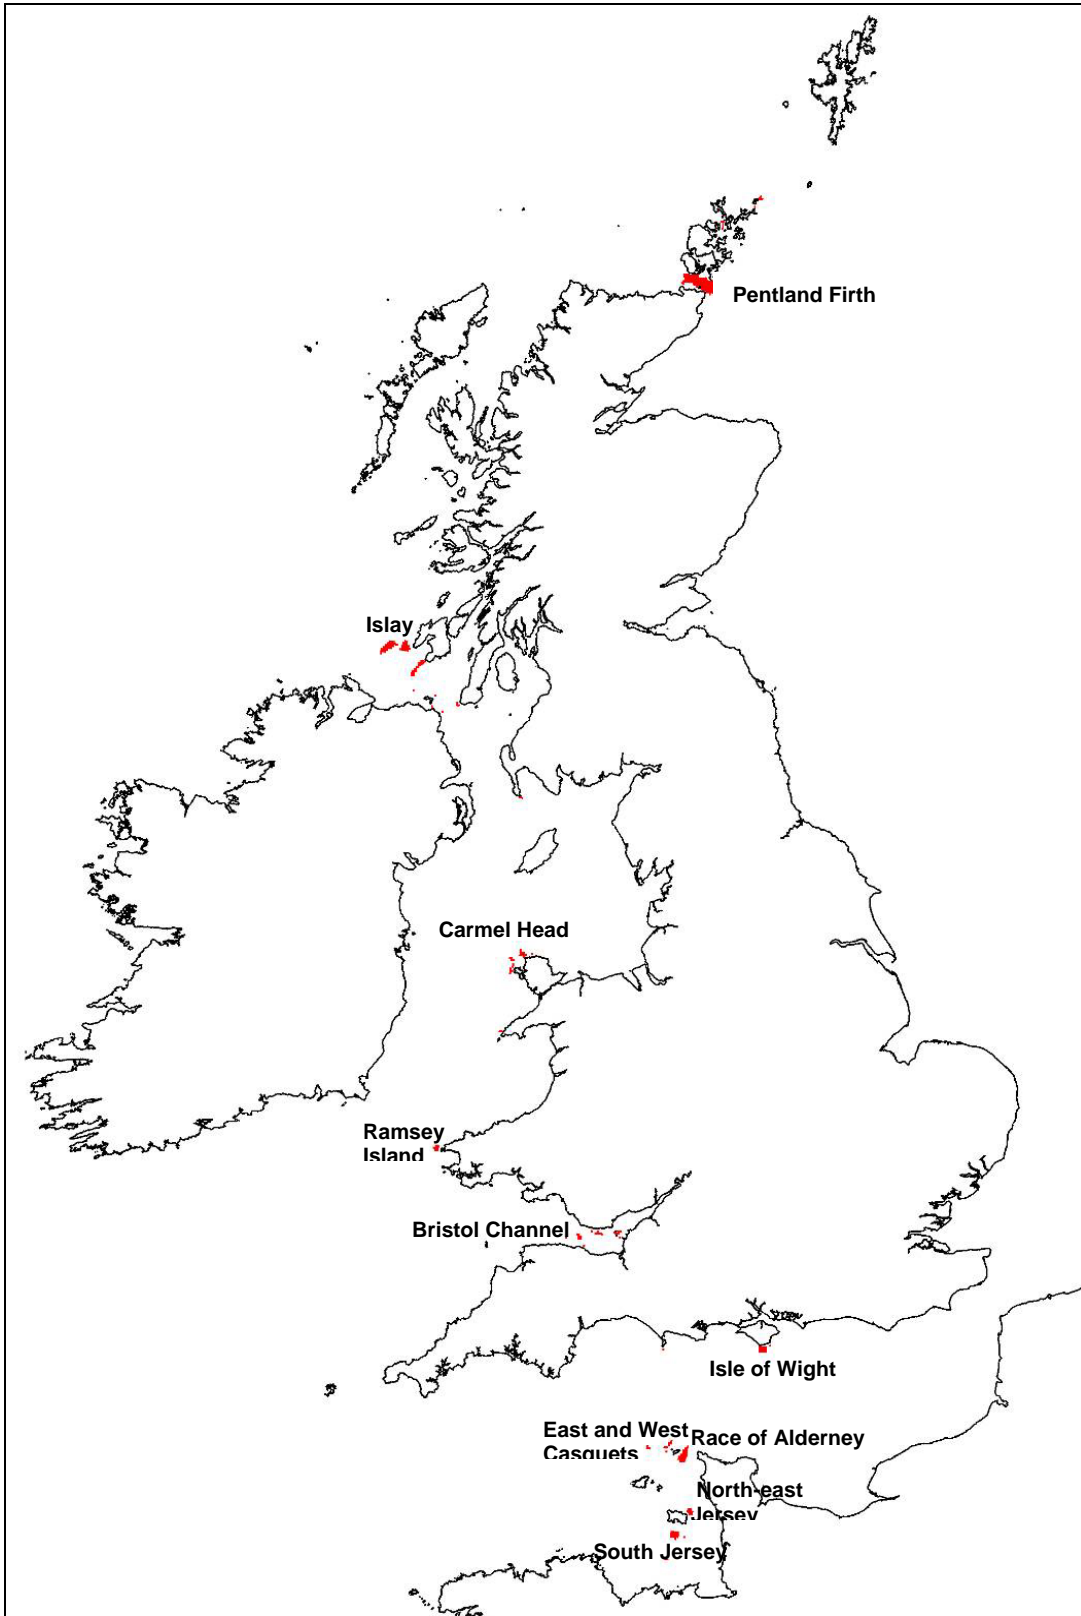 Pentland Firth
Islay
Carmel Head
Ramsey
Island
Bristol Channel
Isle of Wight
East and West
Casquets
Race of Alderney
North-east
Jersey
South Jersey